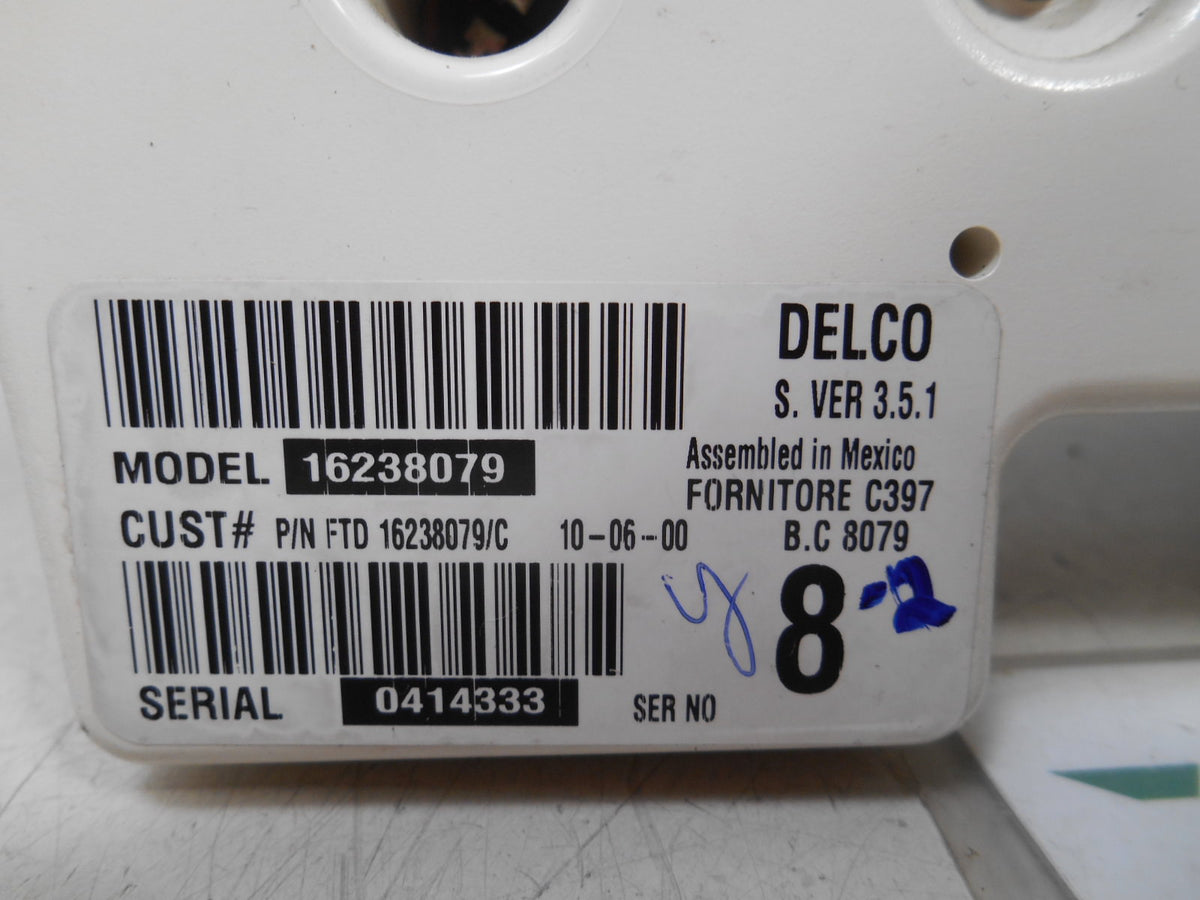 DELCO
S. VER 3.5.1
MODEL 16238079
Assembled in Mexico
FORNITORE C397
CUST# P/N FTD 16238079/C 10-06-00
B.C 8079
y 8
SERIAL 0414333
SER NO